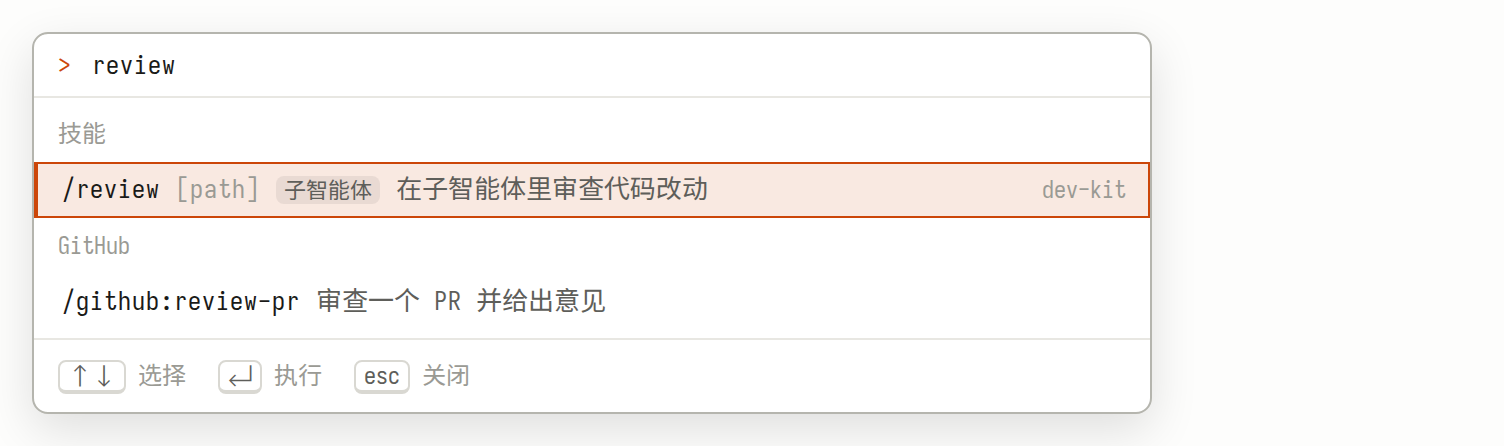 > review
技能
/review [path] 子智能体 在子智能体里审查代码改动 dev-kit
GitHub
/github:review-pr 审查一个 PR 并给出意见
↑↓ 选择 ↵ 执行 esc 关闭